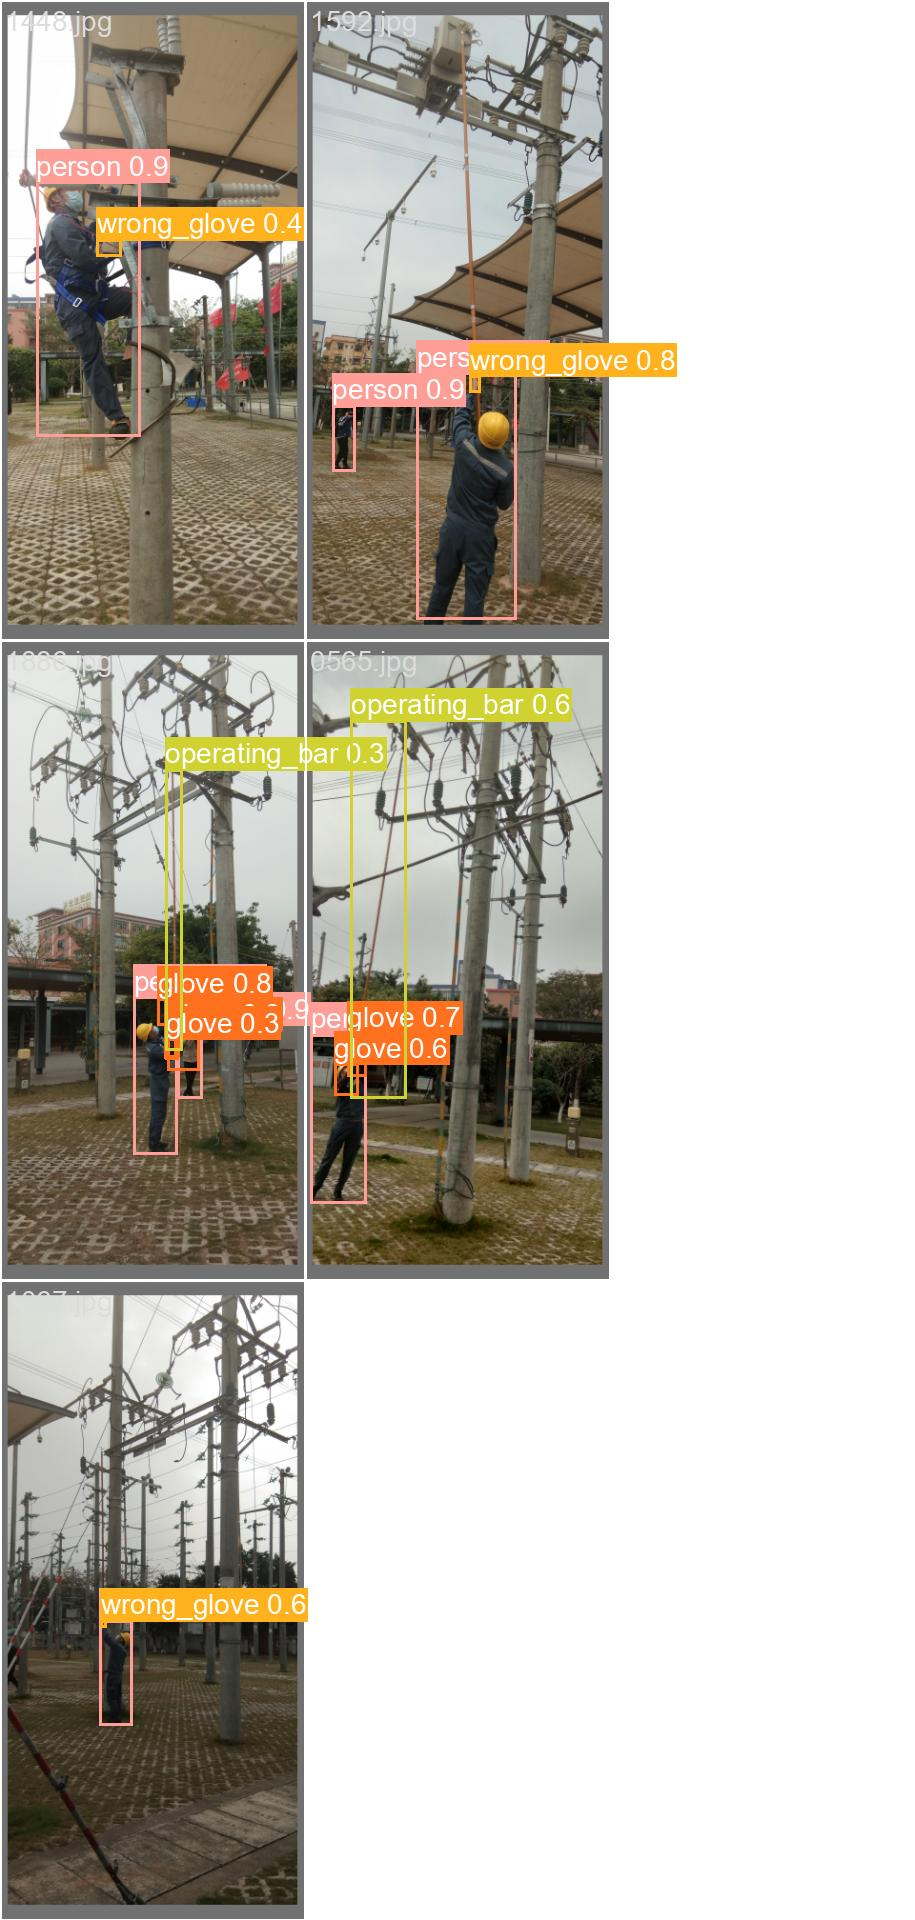 1448.jpg
1592.jpg
person 0.9
wrong_glove 0.4
wrong_glove 0.8
person 0.9
0565.jpg
operating_bar 0.6
operating_bar 0.3
glove 0.8
0.9
glove 0.3
glove 0.7
glove 0.6
wrong_glove 0.6